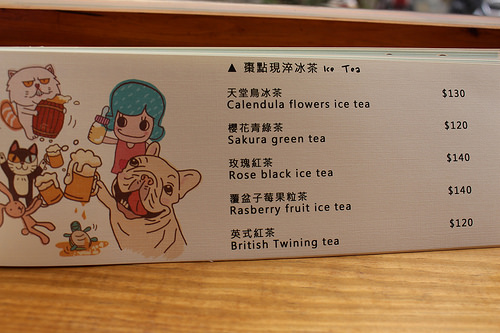 ▲ 棗點現淬冰茶 Ice Tea
天堂鳥冰茶 $130
Calendula flowers ice tea
櫻花青綠茶 $120
Sakura green tea
玫瑰紅茶 $140
Rose black ice tea
覆盆子莓果粒茶 $140
Rasberry fruit ice tea
英式紅茶 $120
British Twining tea